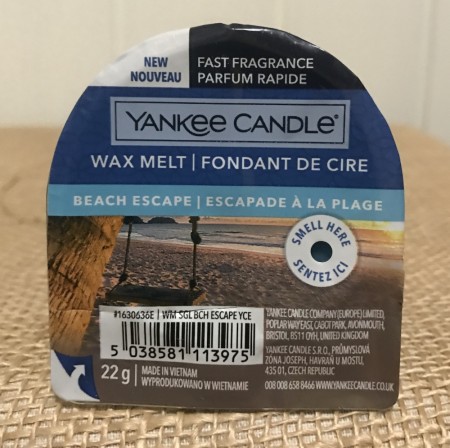 NEW
NOUVEAU
FAST FRAGRANCE
PARFUM RAPIDE
YANKEE CANDLE®
WAX MELT | FONDANT DE CIRE
BEACH ESCAPE | ESCAPADE À LA PLAGE
SMELL HERE
SENTEZ ICI
#1630636E | WM SGL BCH ESCAPE YCE
5 038581 113975
22 g | MADE IN VIETNAM
WYPRODUKOWANO W WIETNAMIE
YANKEE CANDLE COMPANY (EUROPE) LIMITED,
POPLAR WAY EAST, CABOT PARK, AVONMOUTH,
BRISTOL, BS11 0YH, UNITED KINGDOM
YANKEE CANDLE S.R.O., PRŮMYSLOVÁ
ZÓNA JOSEPH, HAVRAŇ U MOSTU,
435 01, CZECH REPUBLIC
008 008 658 8466 WWW.YANKEECANDLE.CO.UK